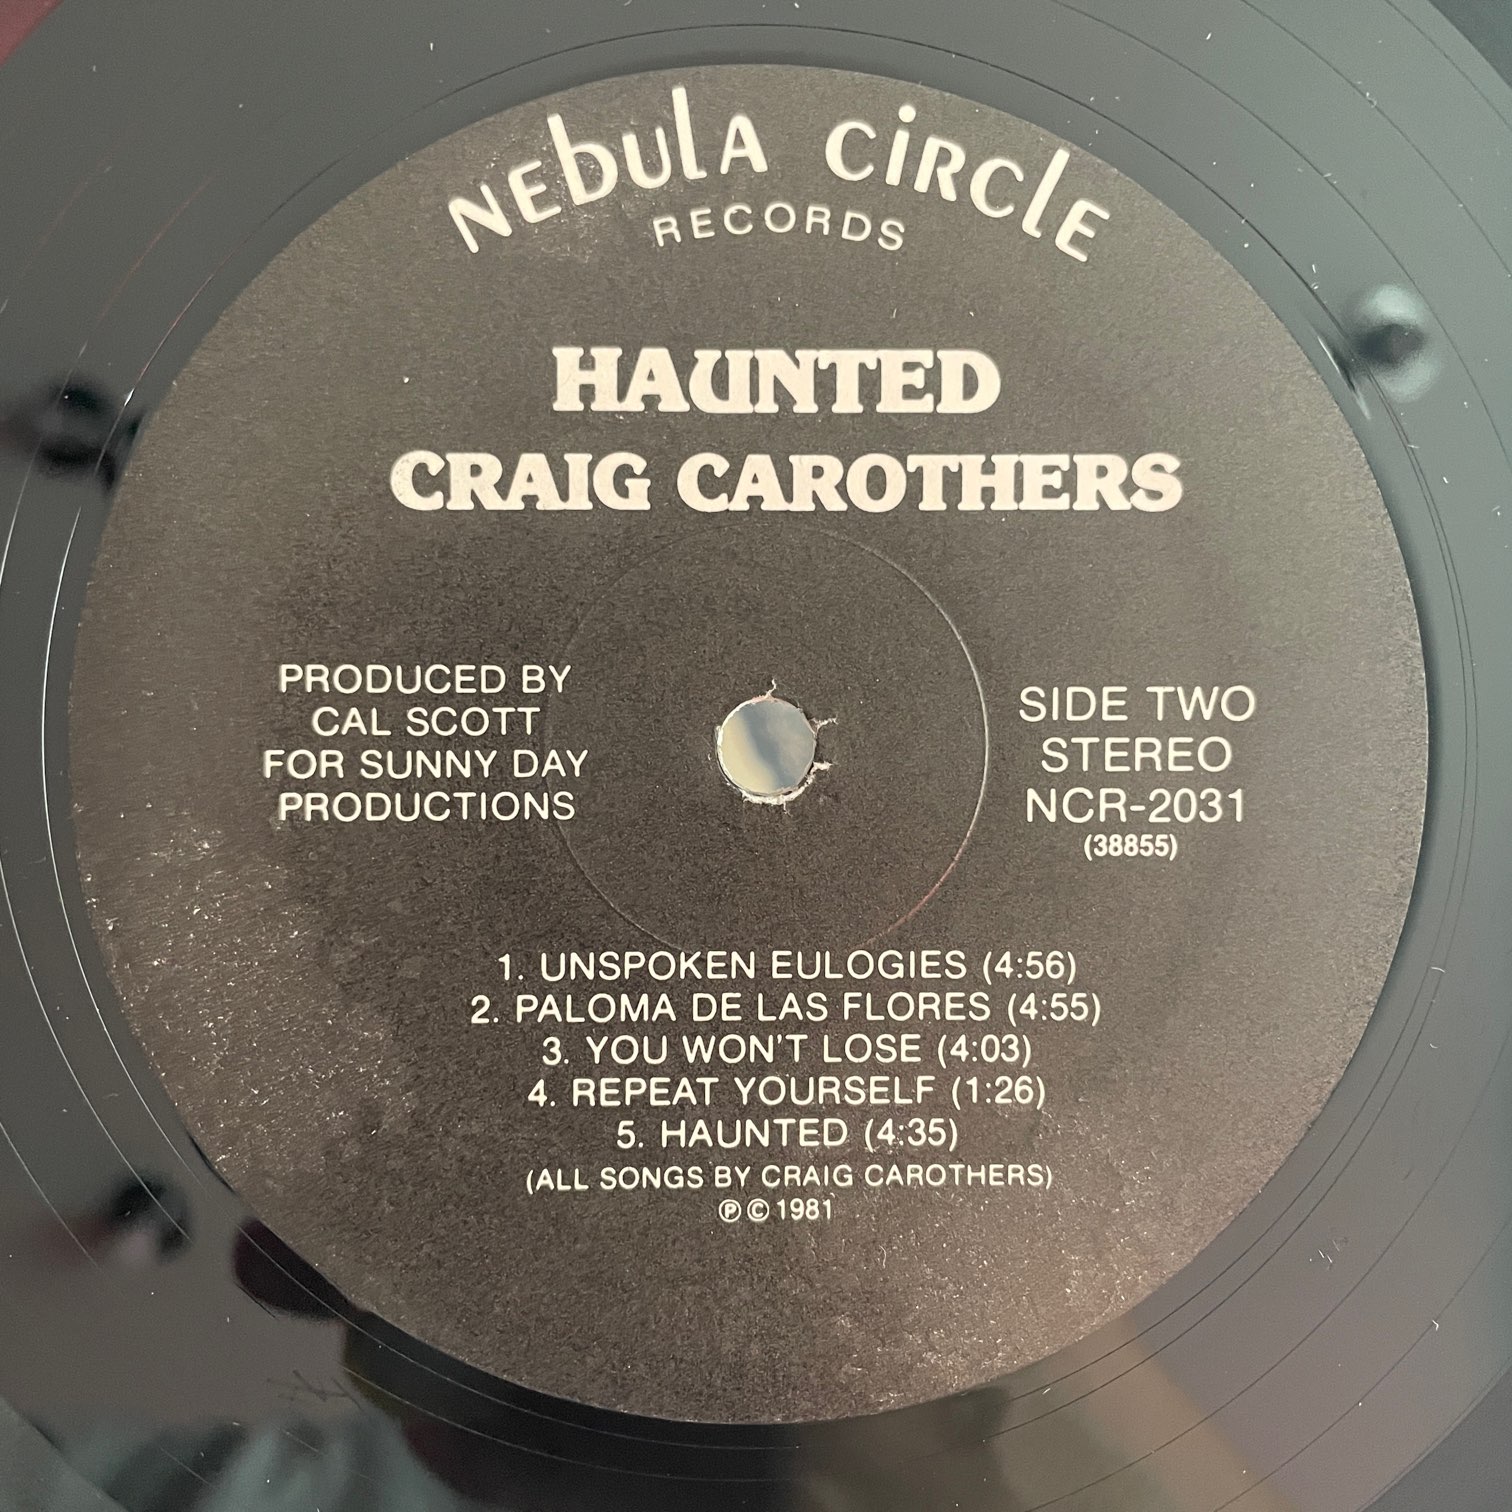 NEbulA CiRClE
RECORDS
HAUNTED
CRAIG CAROTHERS
PRODUCED BY
CAL SCOTT
FOR SUNNY DAY
PRODUCTIONS
SIDE TWO
STEREO
NCR-2031
(38855)
1. UNSPOKEN EULOGIES (4:56)
2. PALOMA DE LAS FLORES (4:55)
3. YOU WON'T LOSE (4:03)
4. REPEAT YOURSELF (1:26)
5. HAUNTED (4:35)
(ALL SONGS BY CRAIG CAROTHERS)
℗ © 1981